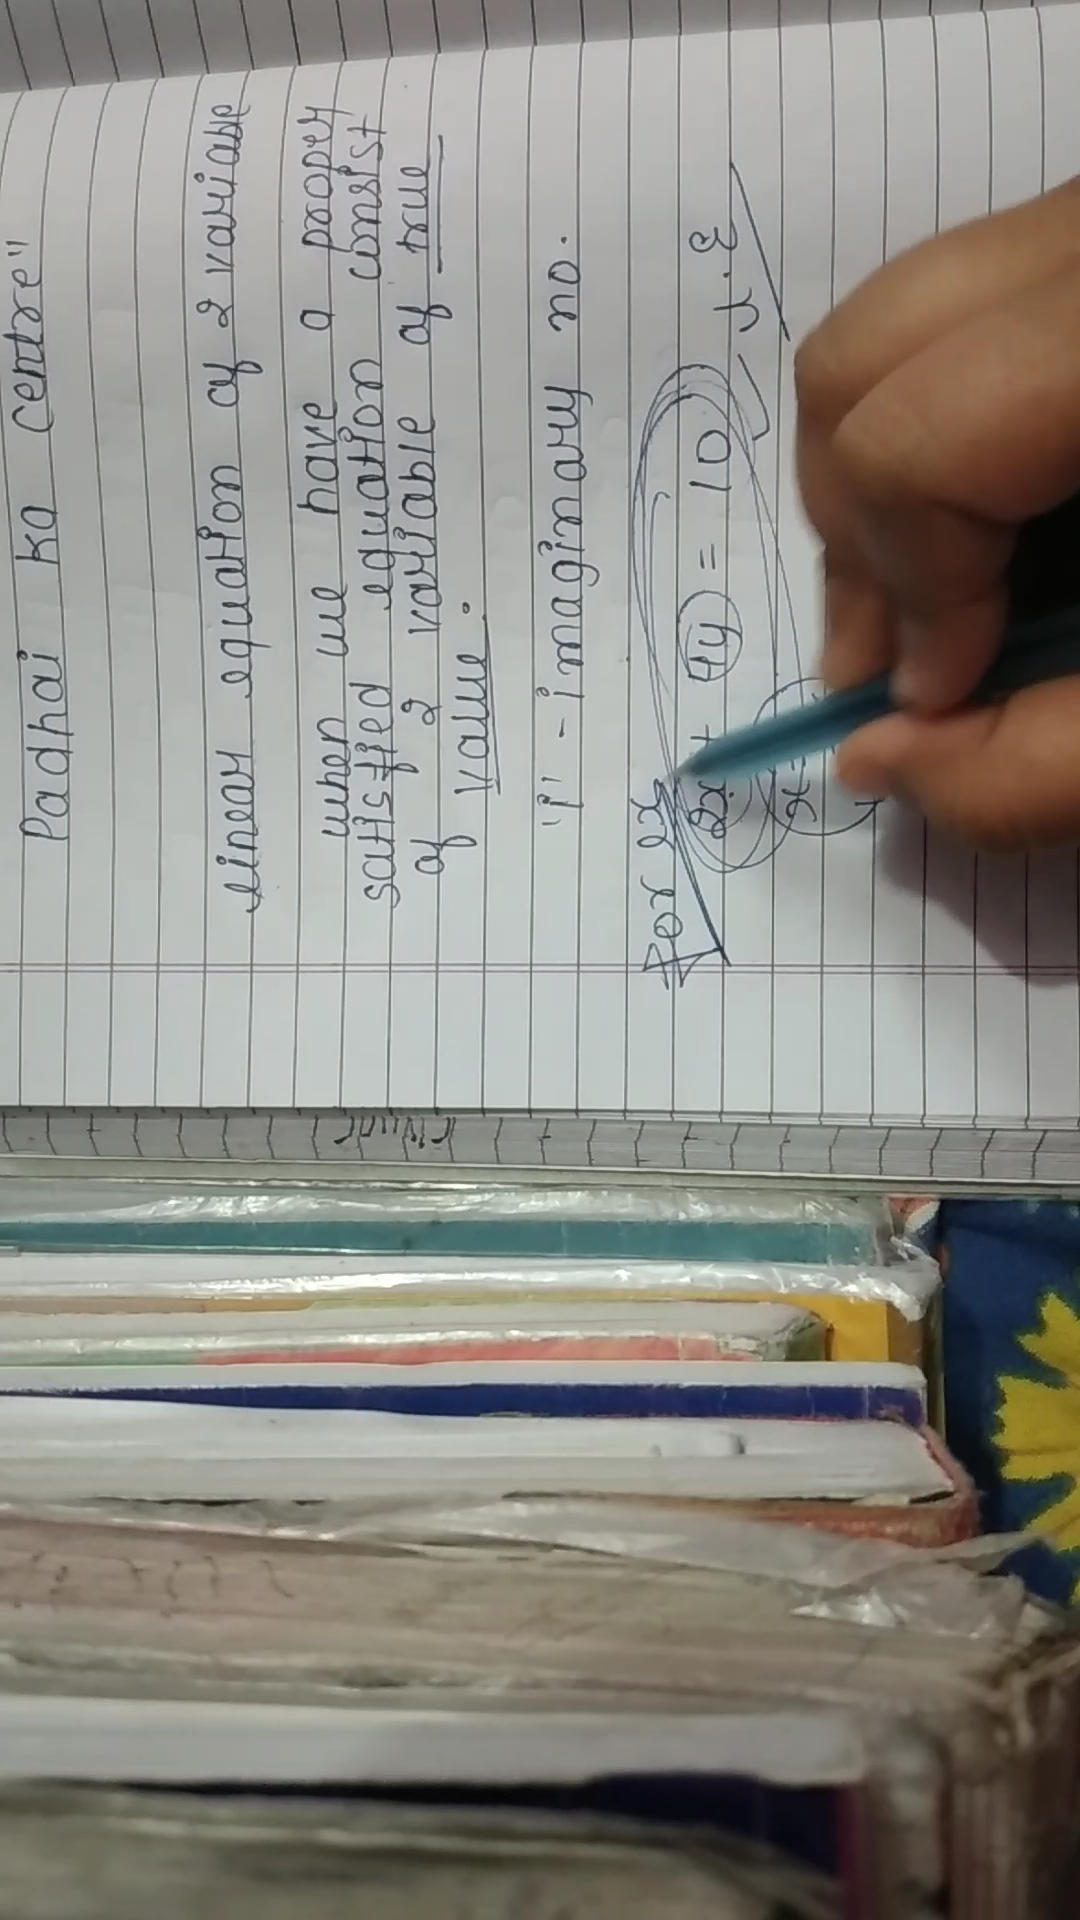 Padhai ka centre"
linear equation of 2 variable
when we have a proper
satisfied equation consist
of 2 variable of true
value.
"i" - imaginary no.
for ex
+ 4y = 10